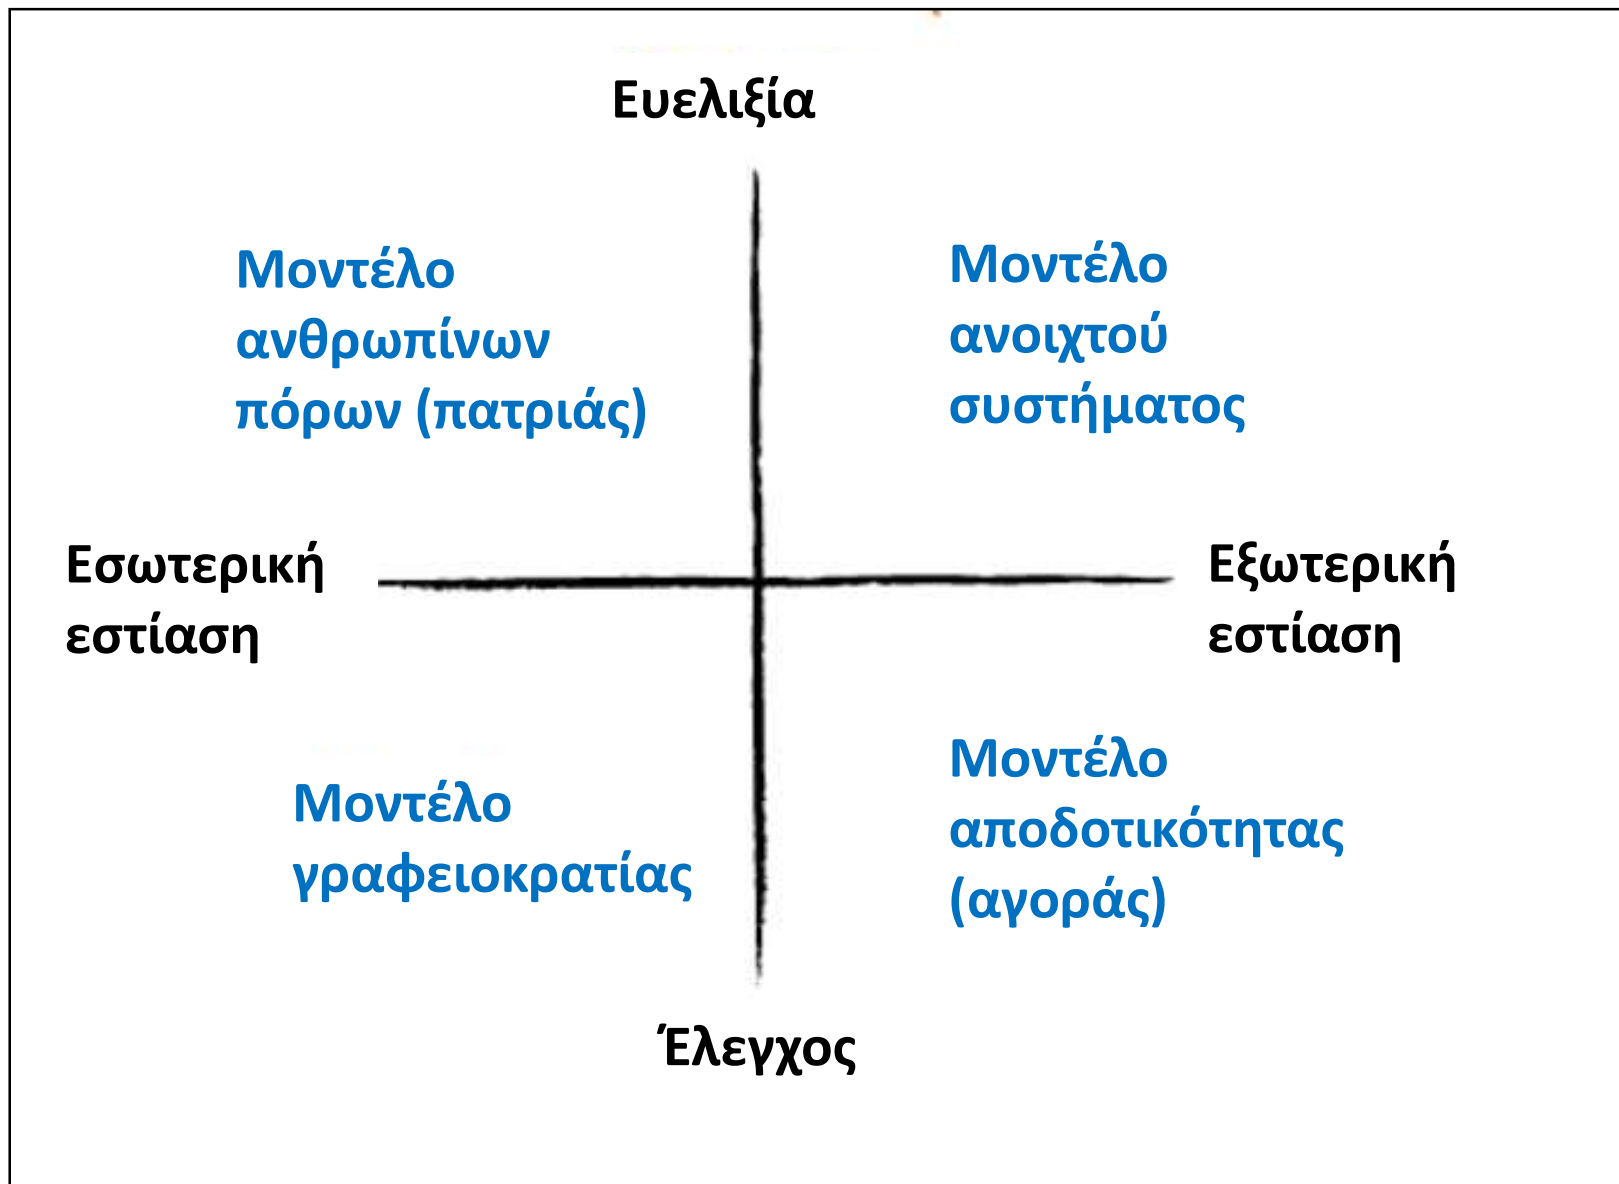 Ευελιξία
Μοντέλο
ανθρωπίνων
πόρων (πατριάς)
Μοντέλο
ανοιχτού
συστήματος
Εσωτερική
εστίαση
Εξωτερική
εστίαση
Μοντέλο
γραφειοκρατίας
Μοντέλο
αποδοτικότητας
(αγοράς)
Έλεγχος